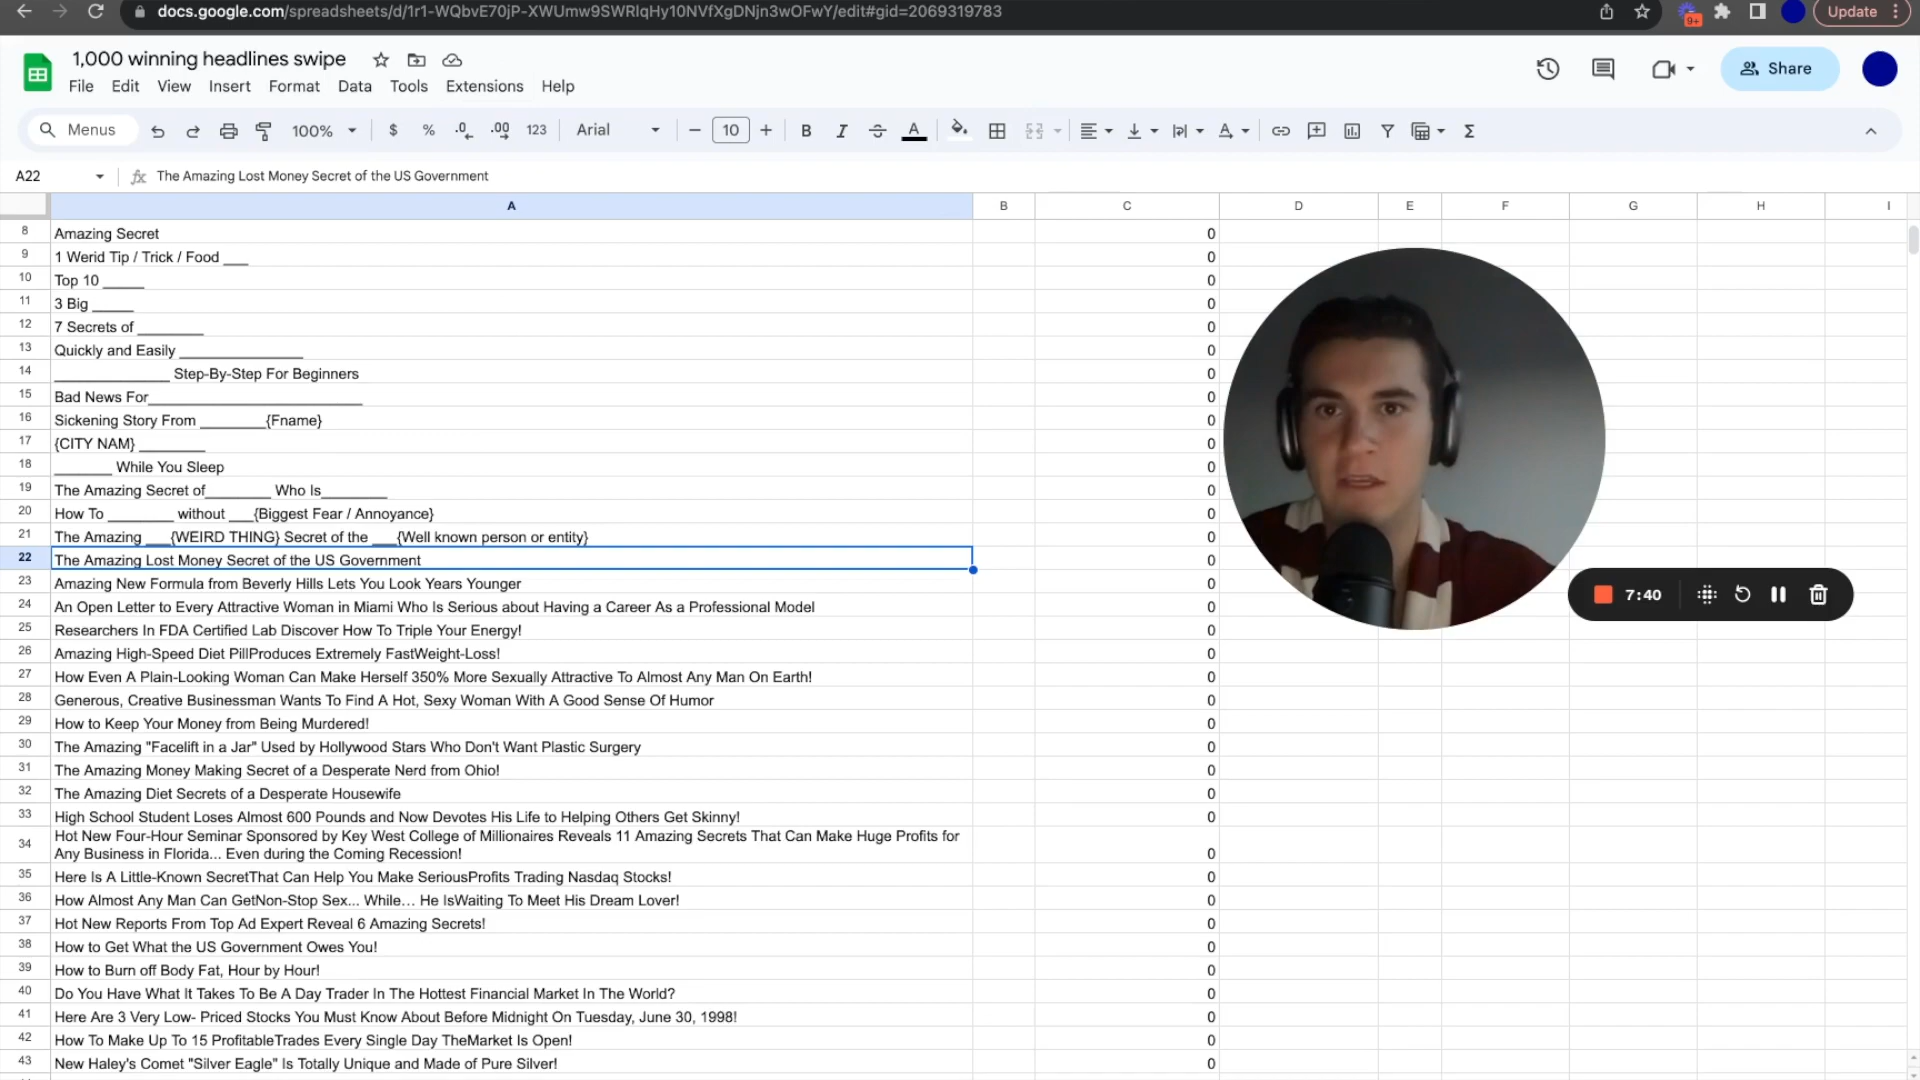 docs.google.com/spreadsheets/d/1r1-WQbvE70jP-XWUmw9SWRlqHy10NVfXgDNjn3wOFwY/edit#gid=2069319783
9+
Update
1,000 winning headlines swipe
File Edit View Insert Format Data Tools Extensions Help
Share
Menus 100% $ % .0 .00 123 Arial 10 B I A
A22 fx The Amazing Lost Money Secret of the US Government
A B C D E F G H I
8 Amazing Secret 0
9 1 Werid Tip / Trick / Food ___ 0
10 Top 10 _____ 0
11 3 Big _____ 0
12 7 Secrets of ________ 0
13 Quickly and Easily _______________ 0
14 ______________ Step-By-Step For Beginners 0
15 Bad News For__________________________ 0
16 Sickening Story From ________{Fname} 0
17 {CITY NAM} ________ 0
18 _______ While You Sleep 0
19 The Amazing Secret of________ Who Is________ 0
20 How To ________ without ___{Biggest Fear / Annoyance} 0
21 The Amazing ___{WEIRD THING} Secret of the ___{Well known person or entity} 0
22 The Amazing Lost Money Secret of the US Government 0
23 Amazing New Formula from Beverly Hills Lets You Look Years Younger 0
24 An Open Letter to Every Attractive Woman in Miami Who Is Serious about Having a Career As a Professional Model 0
25 Researchers In FDA Certified Lab Discover How To Triple Your Energy! 0
26 Amazing High-Speed Diet PillProduces Extremely FastWeight-Loss! 0
27 How Even A Plain-Looking Woman Can Make Herself 350% More Sexually Attractive To Almost Any Man On Earth! 0
28 Generous, Creative Businessman Wants To Find A Hot, Sexy Woman With A Good Sense Of Humor 0
29 How to Keep Your Money from Being Murdered! 0
30 The Amazing "Facelift in a Jar" Used by Hollywood Stars Who Don't Want Plastic Surgery 0
31 The Amazing Money Making Secret of a Desperate Nerd from Ohio! 0
32 The Amazing Diet Secrets of a Desperate Housewife 0
33 High School Student Loses Almost 600 Pounds and Now Devotes His Life to Helping Others Get Skinny! 0
34 Hot New Four-Hour Seminar Sponsored by Key West College of Millionaires Reveals 11 Amazing Secrets That Can Make Huge Profits for
Any Business in Florida... Even during the Coming Recession! 0
35 Here Is A Little-Known SecretThat Can Help You Make SeriousProfits Trading Nasdaq Stocks! 0
36 How Almost Any Man Can GetNon-Stop Sex... While… He IsWaiting To Meet His Dream Lover! 0
37 Hot New Reports From Top Ad Expert Reveal 6 Amazing Secrets! 0
38 How to Get What the US Government Owes You! 0
39 How to Burn off Body Fat, Hour by Hour! 0
40 Do You Have What It Takes To Be A Day Trader In The Hottest Financial Market In The World? 0
41 Here Are 3 Very Low- Priced Stocks You Must Know About Before Midnight On Tuesday, June 30, 1998! 0
42 How To Make Up To 15 ProfitableTrades Every Single Day TheMarket Is Open! 0
43 New Haley's Comet "Silver Eagle" Is Totally Unique and Made of Pure Silver! 0
7:40